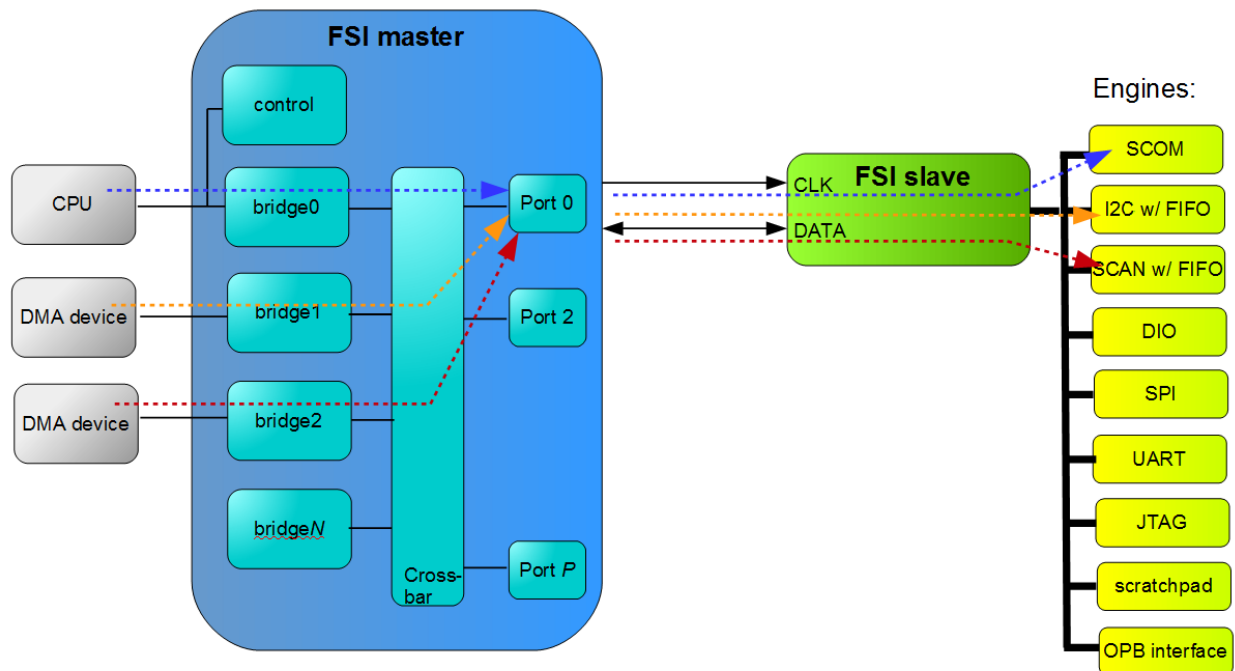 FSI master
control
CPU
bridge0
Port 0
DMA device
bridge1
Port 2
DMA device
bridge2
bridgeN
Cross-
bar
Port P
CLK
FSI slave
DATA
Engines:
SCOM
I2C w/ FIFO
SCAN w/ FIFO
DIO
SPI
UART
JTAG
scratchpad
OPB interface